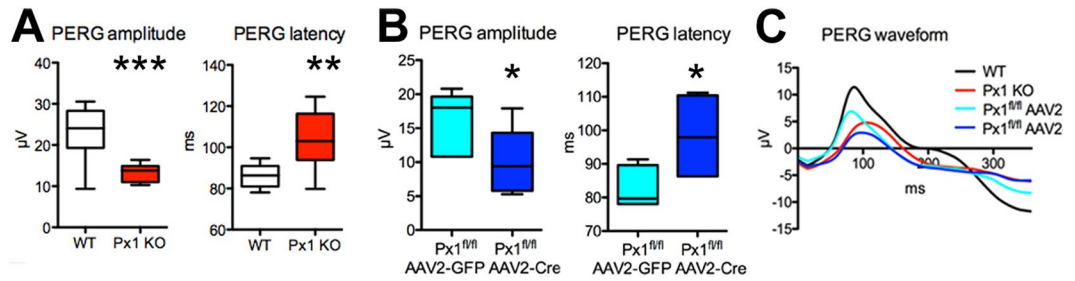 A
PERG amplitude
PERG latency
***
**
µV
40
30
20
10
0
WT
Px1 KO
ms
140
120
100
80
60
WT
Px1 KO
B
PERG amplitude
PERG latency
*
*
µV
25
20
15
10
5
0
Px1fl/fl
AAV2-GFP
Px1fl/fl
AAV2-Cre
ms
120
110
100
90
80
70
Px1fl/fl
AAV2-GFP
Px1fl/fl
AAV2-Cre
C
PERG waveform
µV
15
10
5
0
-5
-10
-15
100
200
300
ms
WT
Px1 KO
Px1fl/fl AAV2
Px1fl/fl AAV2